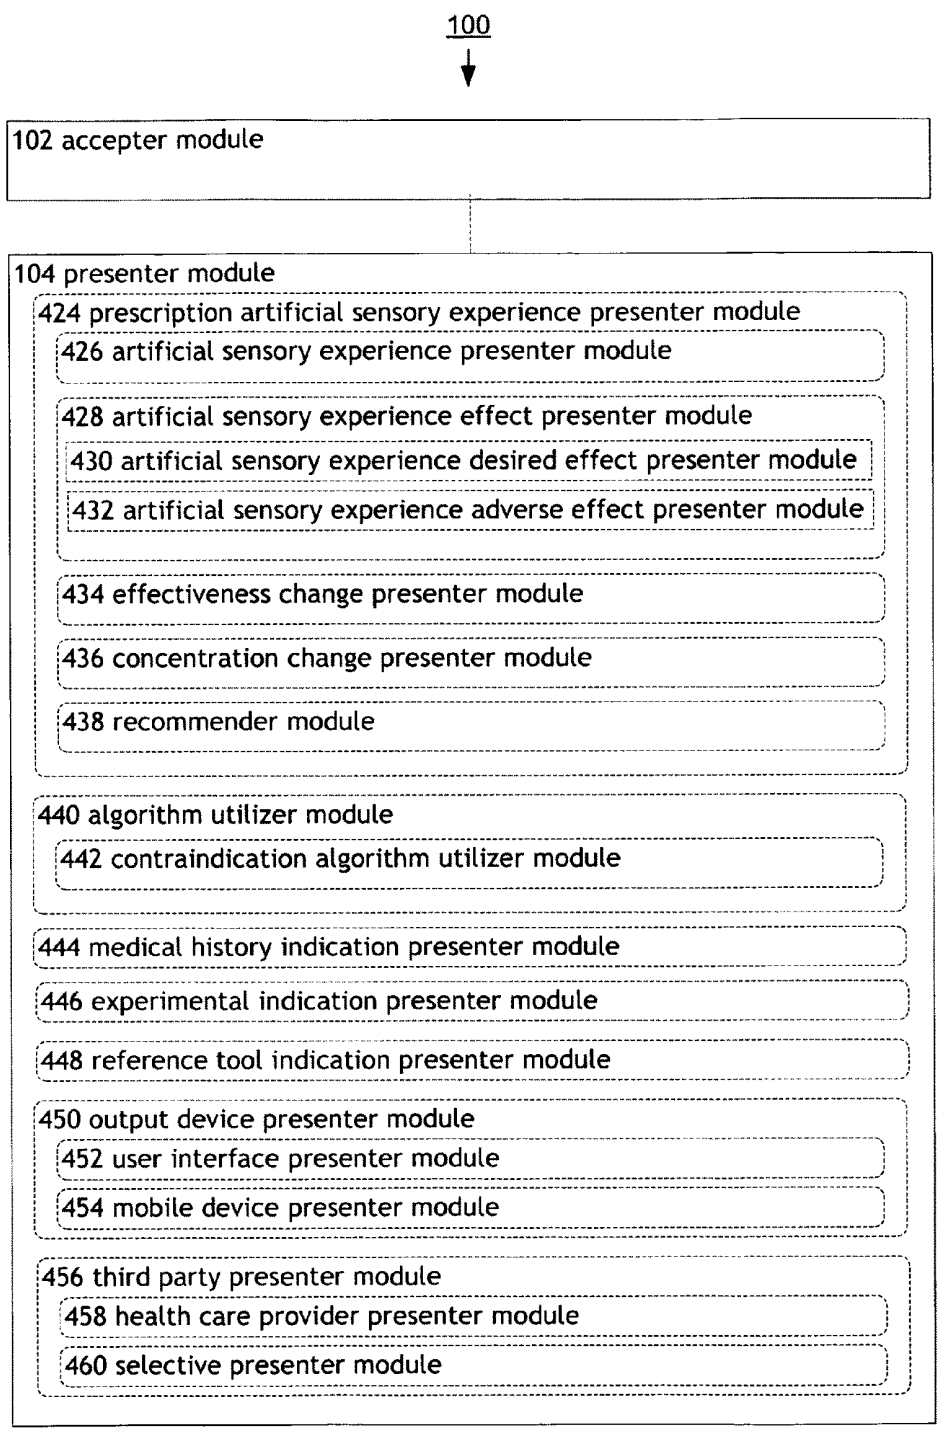 100
102 accepter module
104 presenter module
424 prescription artificial sensory experience presenter module
426 artificial sensory experience presenter module
428 artificial sensory experience effect presenter module
430 artificial sensory experience desired effect presenter module
432 artificial sensory experience adverse effect presenter module
434 effectiveness change presenter module
436 concentration change presenter module
438 recommender module
440 algorithm utilizer module
442 contraindication algorithm utilizer module
444 medical history indication presenter module
446 experimental indication presenter module
448 reference tool indication presenter module
450 output device presenter module
452 user interface presenter module
454 mobile device presenter module
456 third party presenter module
458 health care provider presenter module
460 selective presenter module